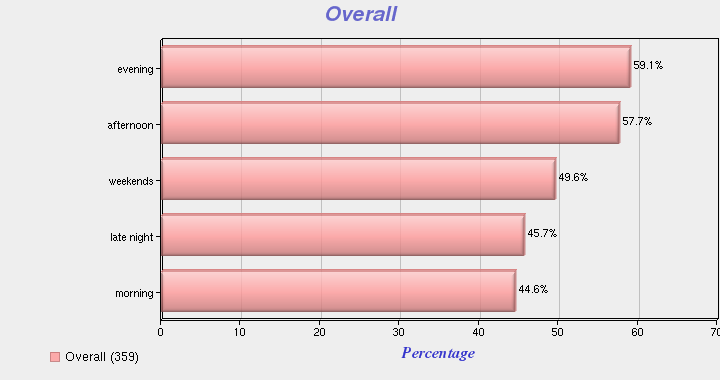 Overall
evening 59.1%
afternoon 57.7%
weekends 49.6%
late night 45.7%
morning 44.6%
0 10 20 30 40 50 60 70
Percentage
Overall (359)